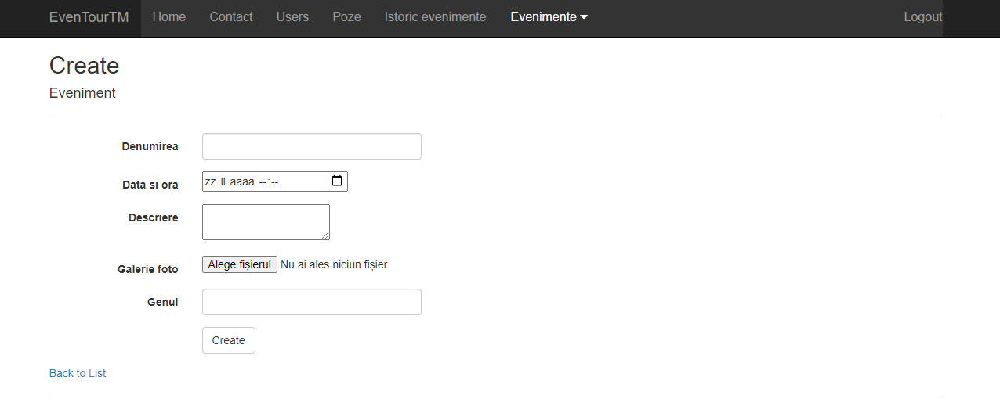 EvenTourTM Home Contact Users Poze Istoric evenimente Evenimente Logout
Create
Eveniment
Denumirea
Data si ora zz.ll.aaaa --:--
Descriere
Galerie foto Alege fișierul Nu ai ales niciun fișier
Genul
Create
Back to List